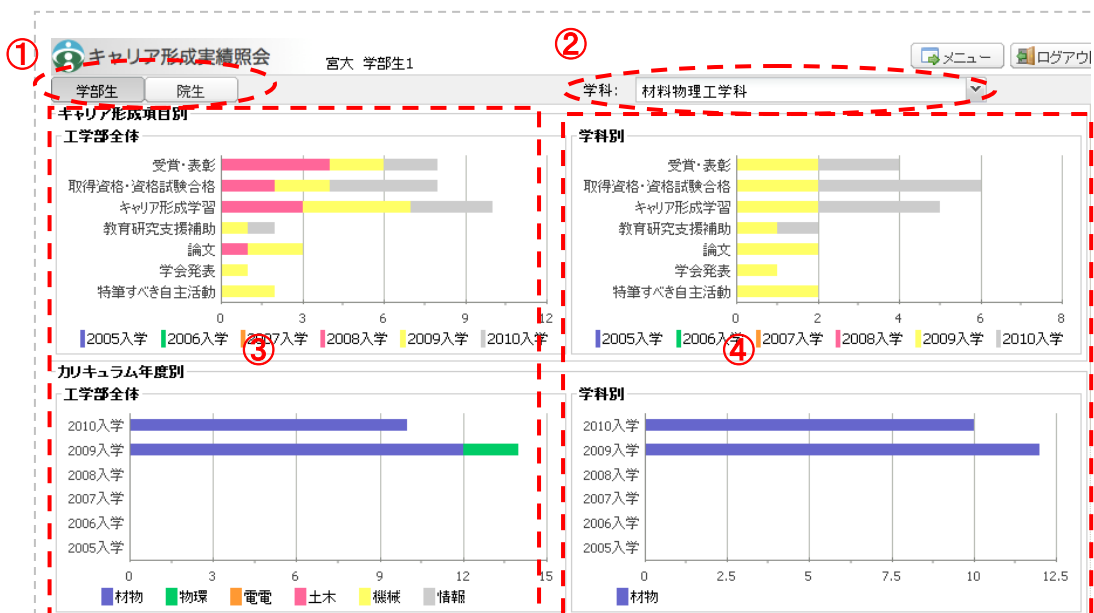 ① ②
キャリア形成実績照会 宮大 学部生1 メニュー ログアウ
学部生 院生 学科: 材料物理工学科
キャリア形成項目別
工学部全体
受賞・表彰
取得資格・資格試験合格
キャリア形成学習
教育研究支援補助
論文
学会発表
特筆すべき自主活動
0 3 6 9 12
2005入学 2006入学 2007入学 2008入学 2009入学 2010入学
③
学科別
受賞・表彰
取得資格・資格試験合格
キャリア形成学習
教育研究支援補助
論文
学会発表
特筆すべき自主活動
0 2 4 6 8
2005入学 2006入学 2007入学 2008入学 2009入学 2010入学
④
カリキュラム年度別
工学部全体
2010入学
2009入学
2008入学
2007入学
2006入学
2005入学
0 3 6 9 12 15
材物 物環 電電 土木 機械 情報
学科別
2010入学
2009入学
2008入学
2007入学
2006入学
2005入学
0 2.5 5 7.5 10 12.5
材物